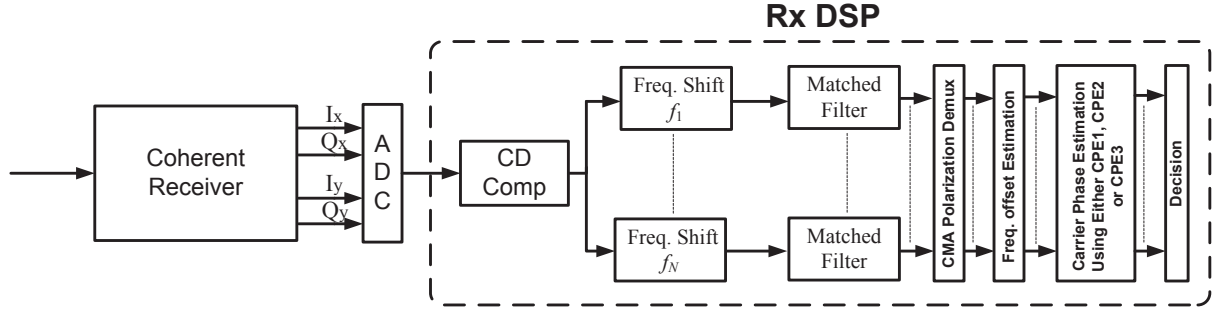 Rx DSP
Coherent
Receiver
Ix
Qx
Iy
Qy
A
D
C
CD
Comp
Freq. Shift
f1
Matched
Filter
Freq. Shift
fN
Matched
Filter
CMA Polarization Demux
Freq. offset Estimation
Carrier Phase Estimation
Using Either CPE1, CPE2
or CPE3
Decision